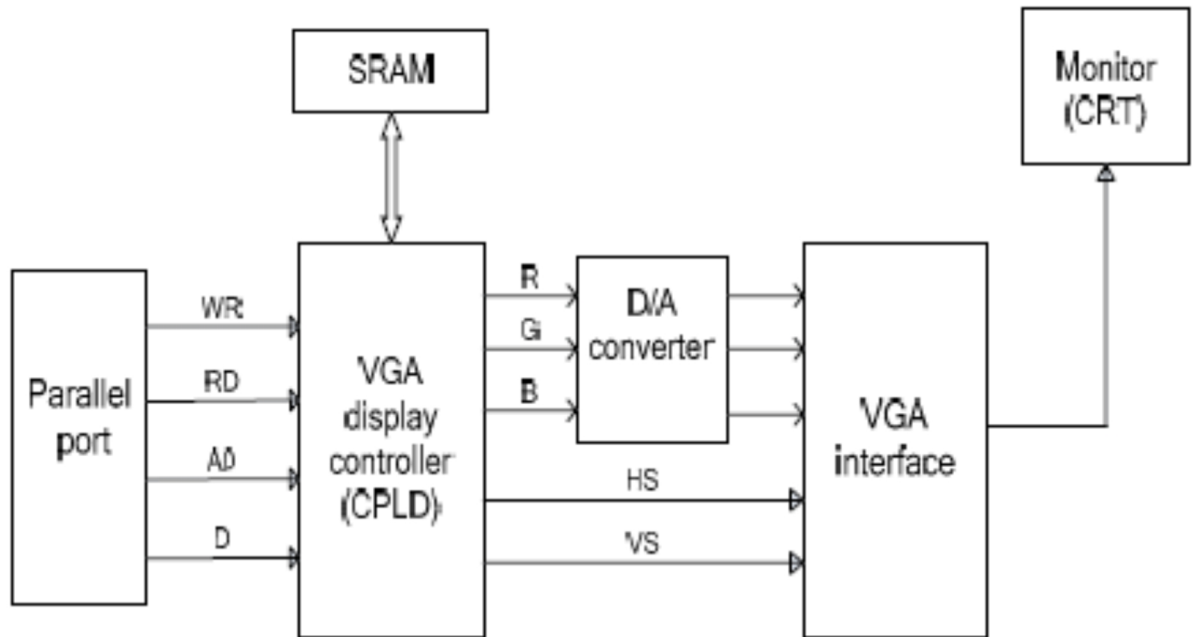 SRAM
Monitor
(CRT)
Parallel
port
WR
RD
A0
D
VGA
display
controller
(CPLD)
R
G
B
D/A
converter
HS
VS
VGA
interface